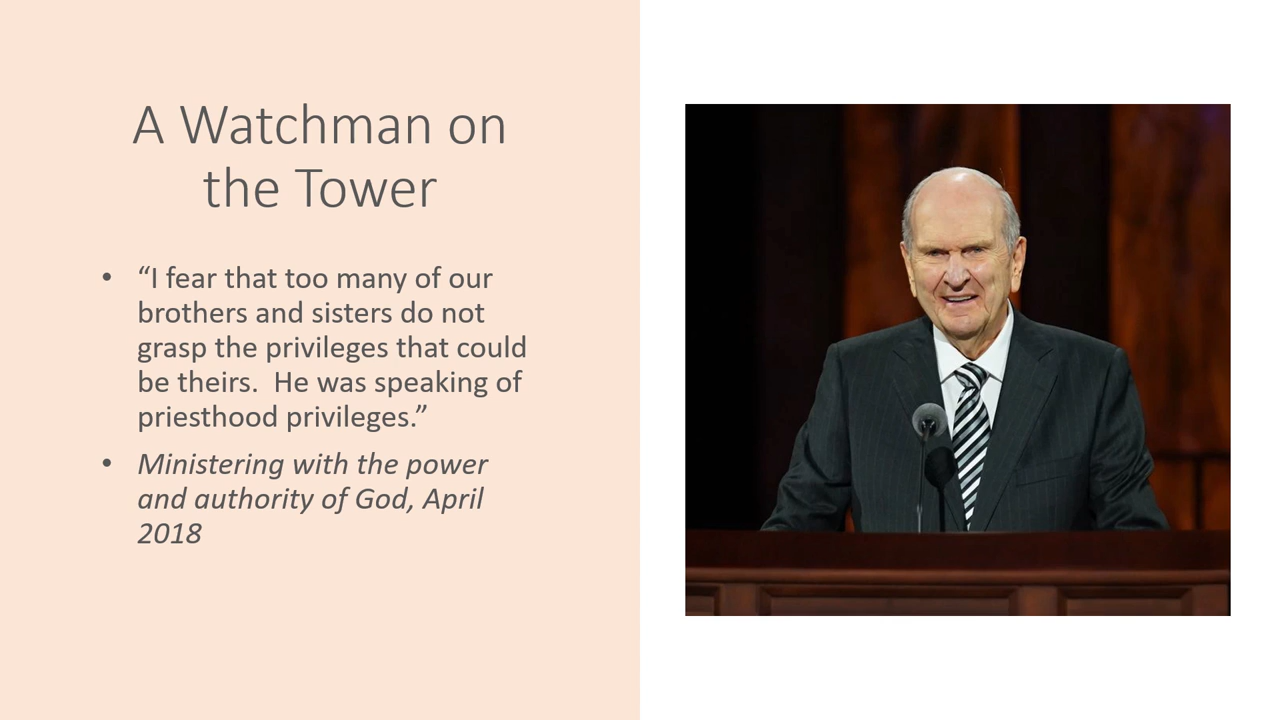 A Watchman on
the Tower
• “I fear that too many of our
brothers and sisters do not
grasp the privileges that could
be theirs.  He was speaking of
priesthood privileges.”
• Ministering with the power
and authority of God, April
2018